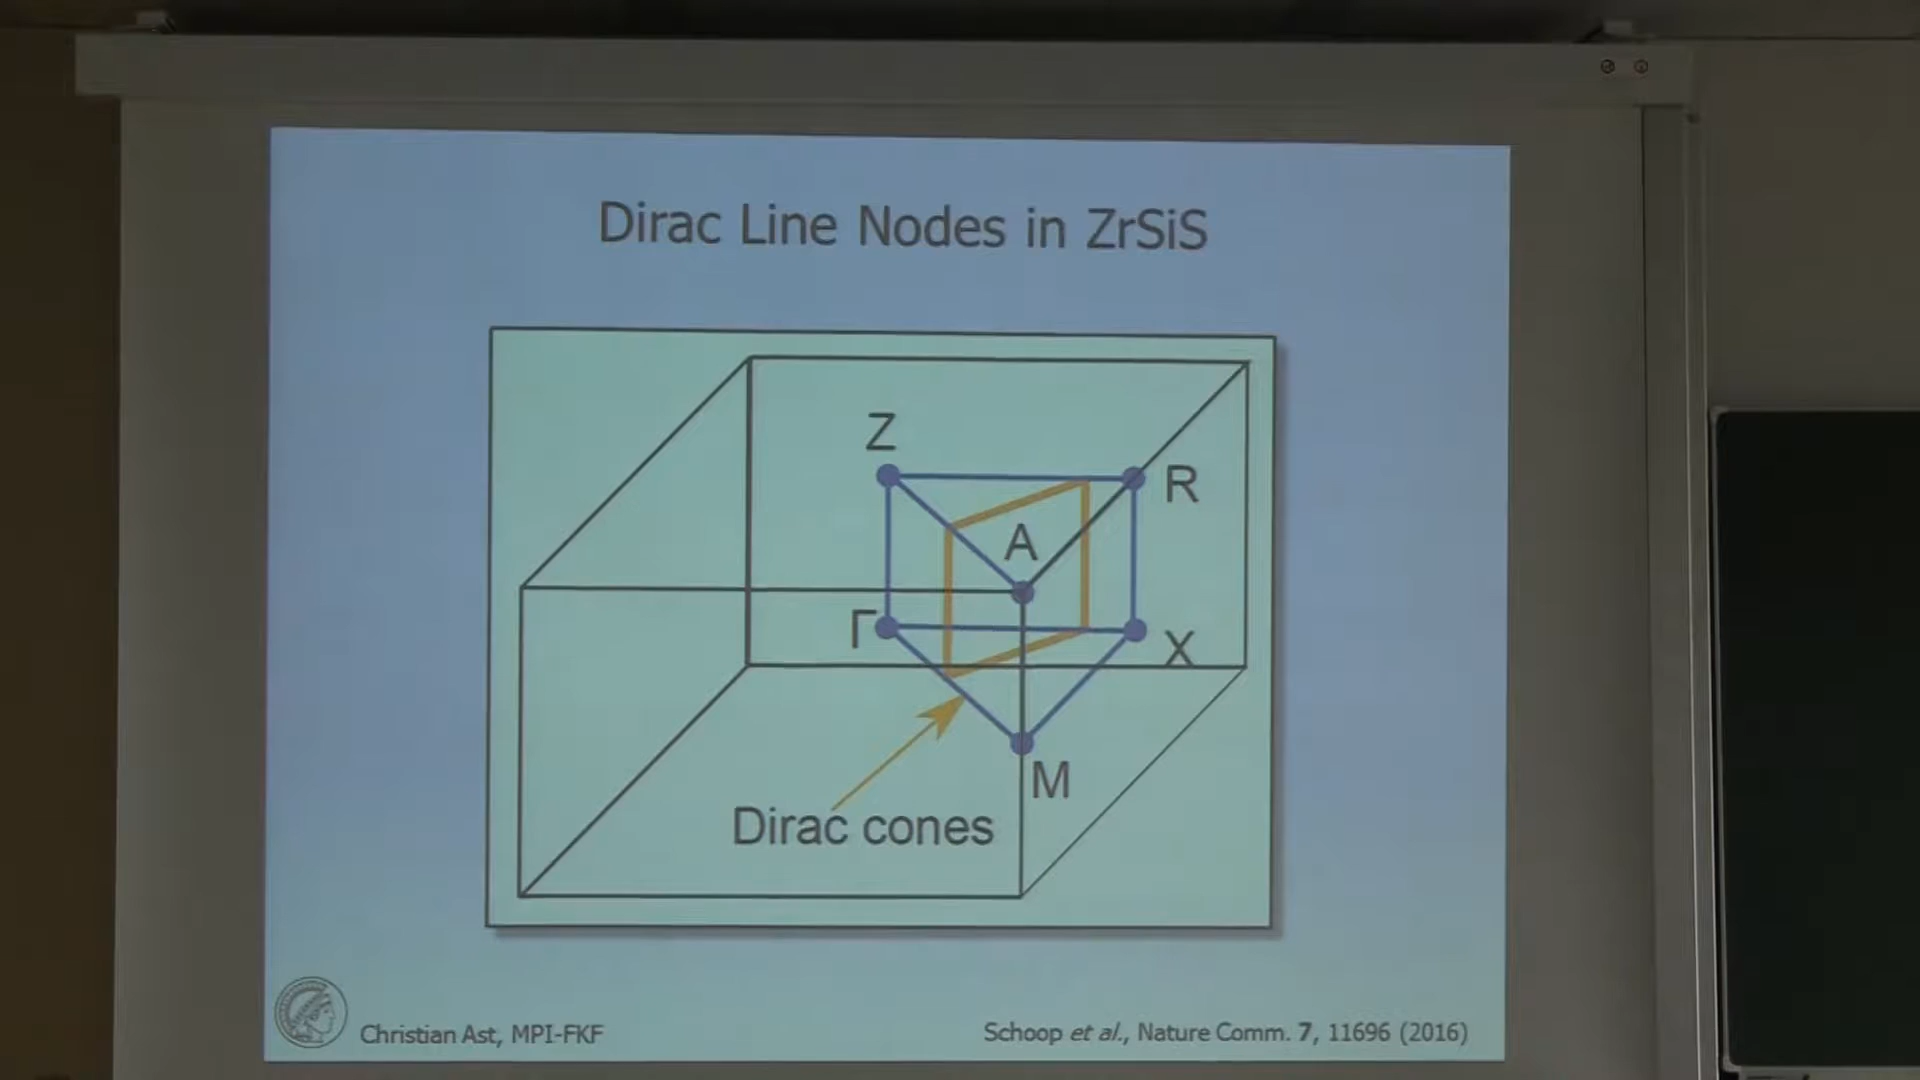 Dirac Line Nodes in ZrSiS
Z
R
A
Γ
X
M
Dirac cones
Christian Ast, MPI-FKF
Schoop et al., Nature Comm. 7, 11696 (2016)